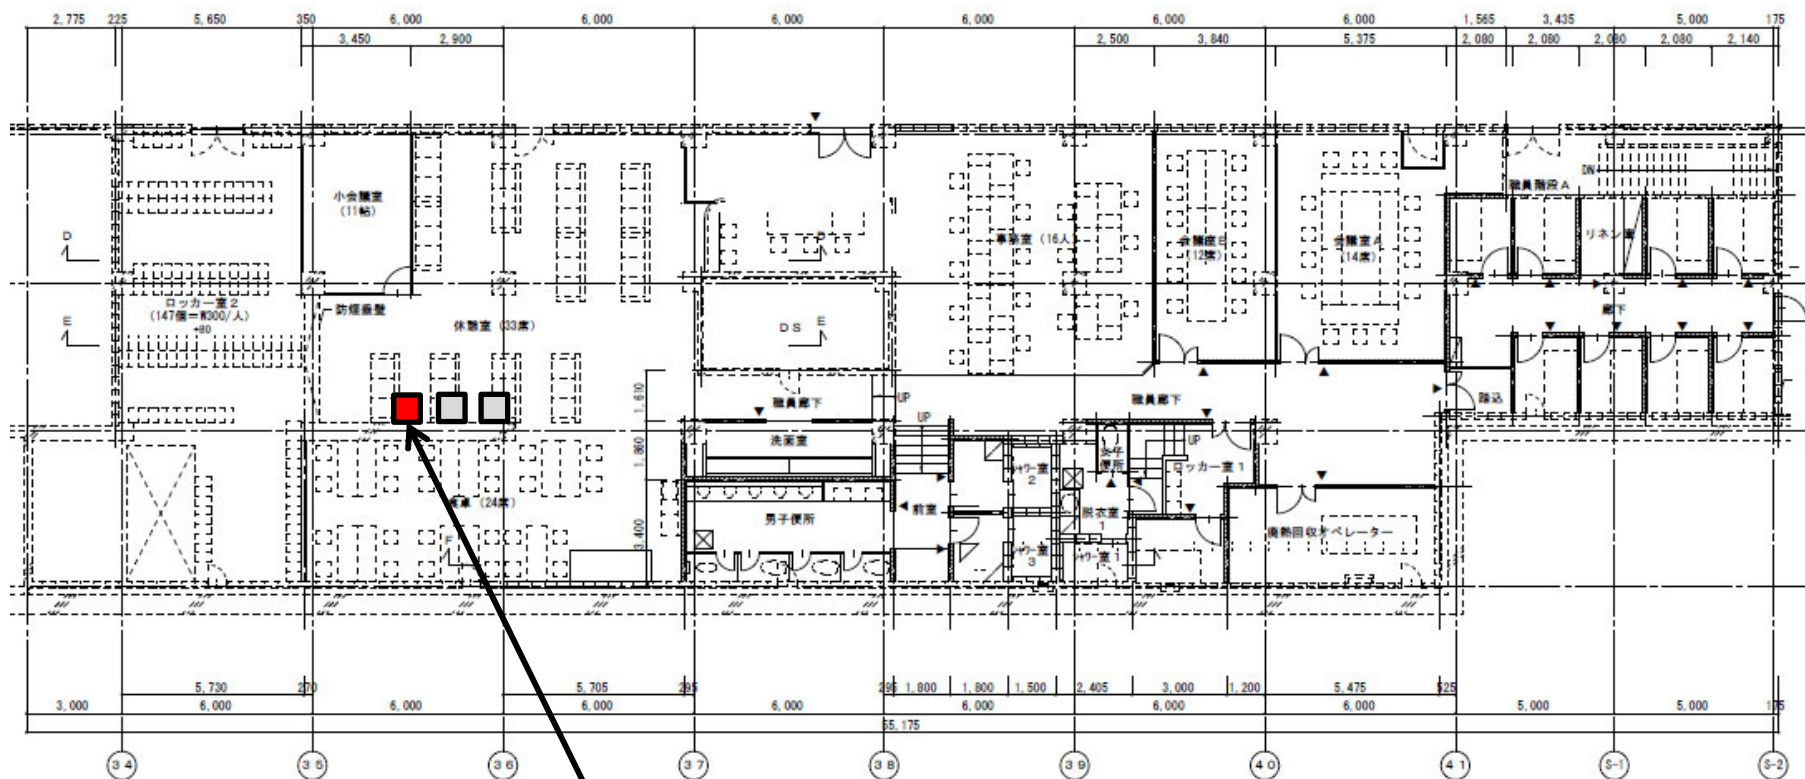 2,775 225 5,650 350 6,000 6,000 6,000 6,000 6,000 6,000 1,565 3,435 5,000 175
3,450 2,900 2,500 3,840 5,375 2,080 2,080 2,080 2,080 2,140
DN
職員階段A
小会議室
(11帖)
D
D
事務室 (16人)
会議室B
(12席)
会議室A
(14席)
リネン庫
ロッカー室2
(147個=W300/人)
+80
防煙垂壁
休憩室 (33席)
DS
E
E
廊下
1,610
職員廊下
UP
職員廊下
踏込
UP
UP
1,860
洗面室
シャワー室
2
女子
便所
ロッカー室1
食堂 (24席)
男子便所
前室
脱衣室
1
廃熱回収オペレーター
3,400
F
シャワー室
3
シャワー室1
5,730 270 5,705 295 295 1,800 1,800 1,500 2,405 3,000 1,200 5,475 525
3,000 6,000 6,000 6,000 6,000 6,000 6,000 6,000 5,000 5,000 175
55,175
34 35 36 37 38 39 40 41 S-1 S-2